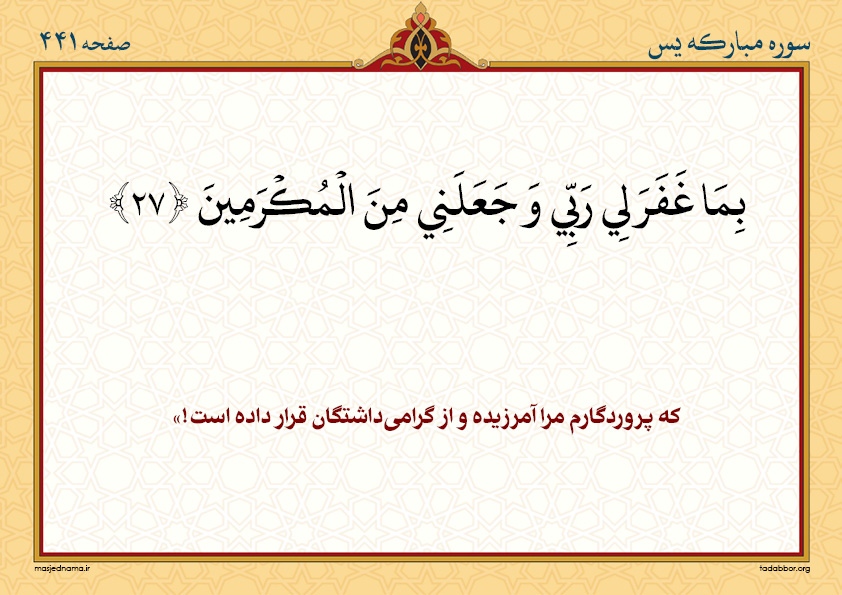 سوره مبارکه یس
صفحه ۴۴۱
بِمَا غَفَرَ لِي رَبِّي وَ جَعَلَنِي مِنَ الْمُكْرَمِينَ ﴿۲۷﴾
که پروردگارم مرا آمرزیده و از گرامی‌داشتگان قرار داده است!»
masjednama.ir
tadabbor.org